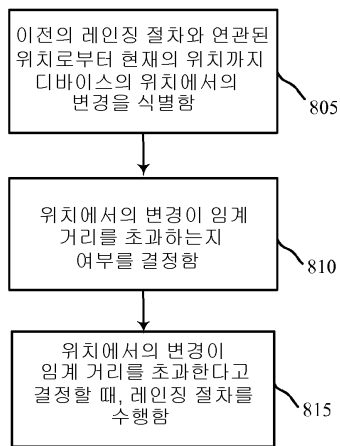 이전의 레인징 절차와 연관된
위치로부터 현재의 위치까지
디바이스의 위치에서의
변경을 식별함
805
위치에서의 변경이 임계
거리를 초과하는지
여부를 결정함
810
위치에서의 변경이
임계 거리를 초과한다고
결정할 때, 레인징 절차를
수행함
815